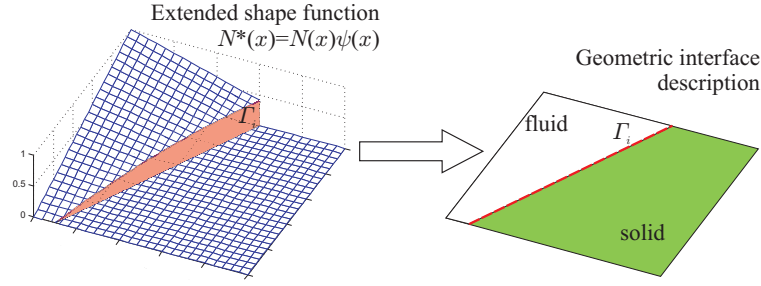 Extended shape function
N*(x)=N(x)ψ(x)
Γi
1
0.5
0
Geometric interface
description
fluid
Γi
solid